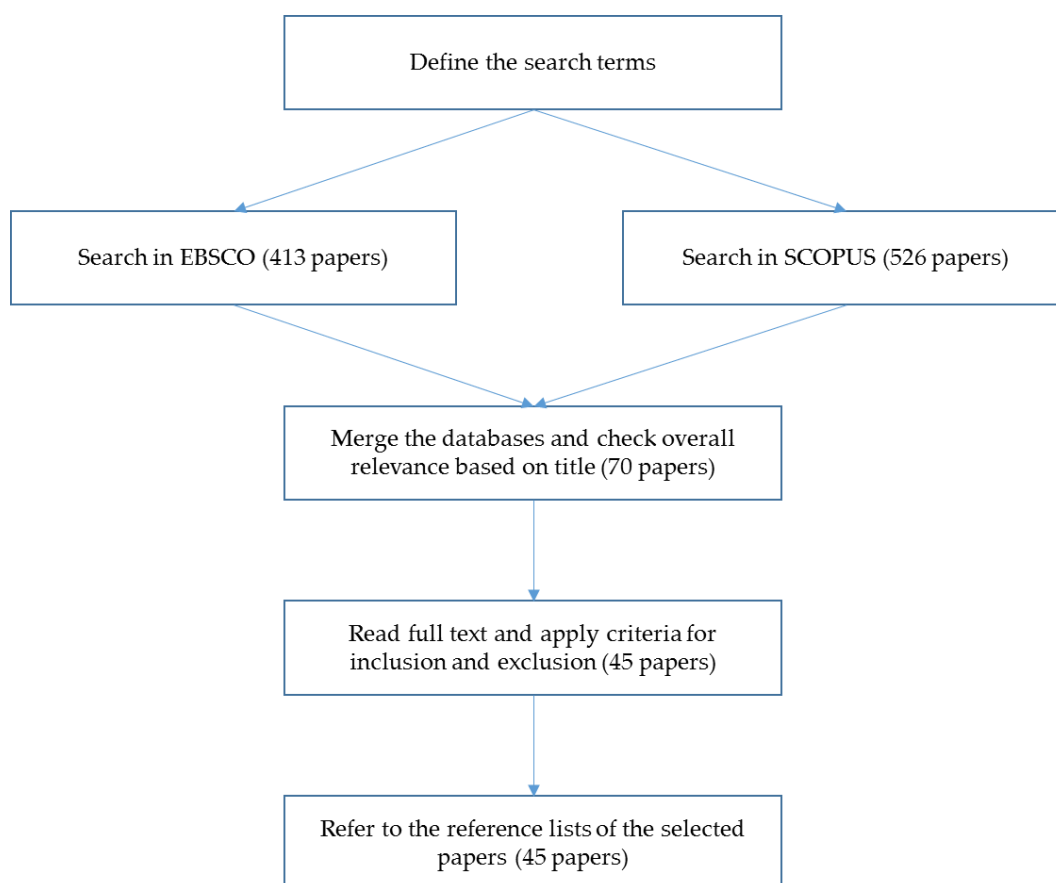 Define the search terms
Search in EBSCO (413 papers)
Search in SCOPUS (526 papers)
Merge the databases and check overall
relevance based on title (70 papers)
Read full text and apply criteria for
inclusion and exclusion (45 papers)
Refer to the reference lists of the selected
papers (45 papers)